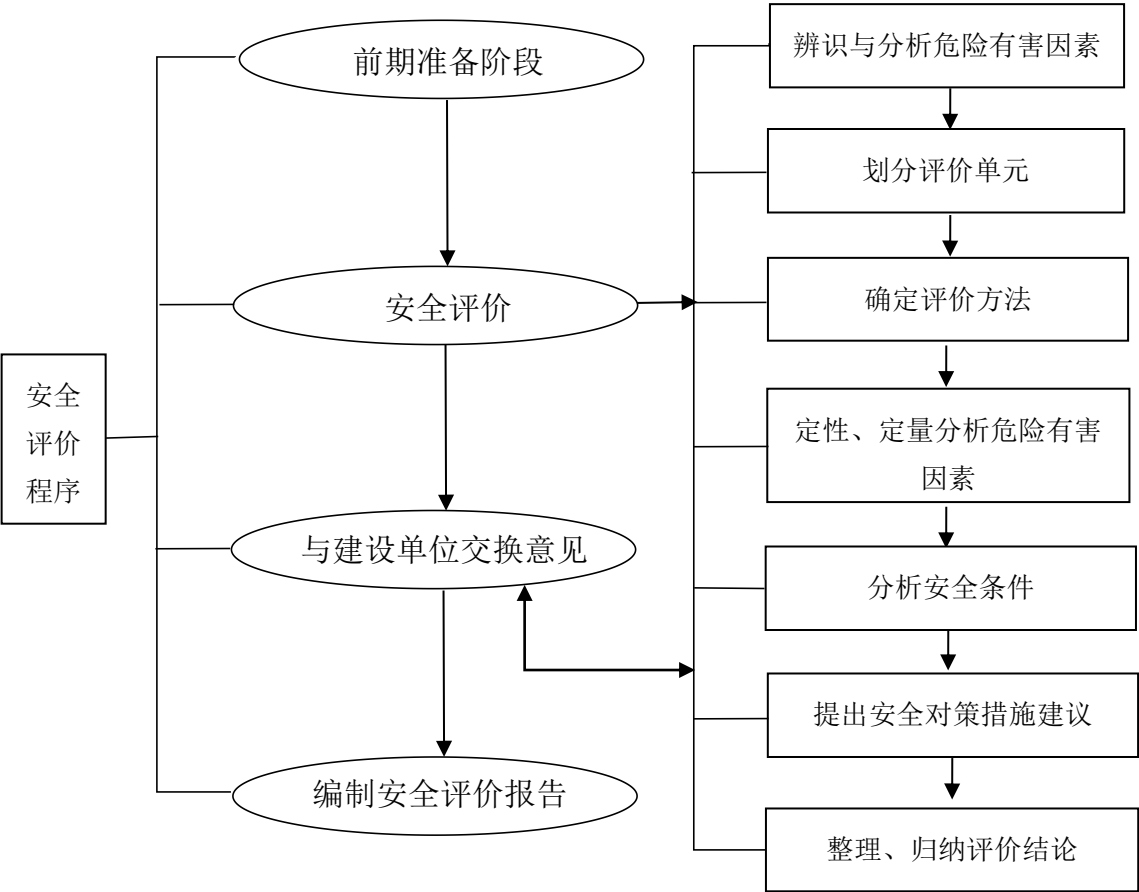 安全
评价
程序
前期准备阶段
安全评价
与建设单位交换意见
编制安全评价报告
辨识与分析危险有害因素
划分评价单元
确定评价方法
定性、定量分析危险有害
因素
分析安全条件
提出安全对策措施建议
整理、归纳评价结论